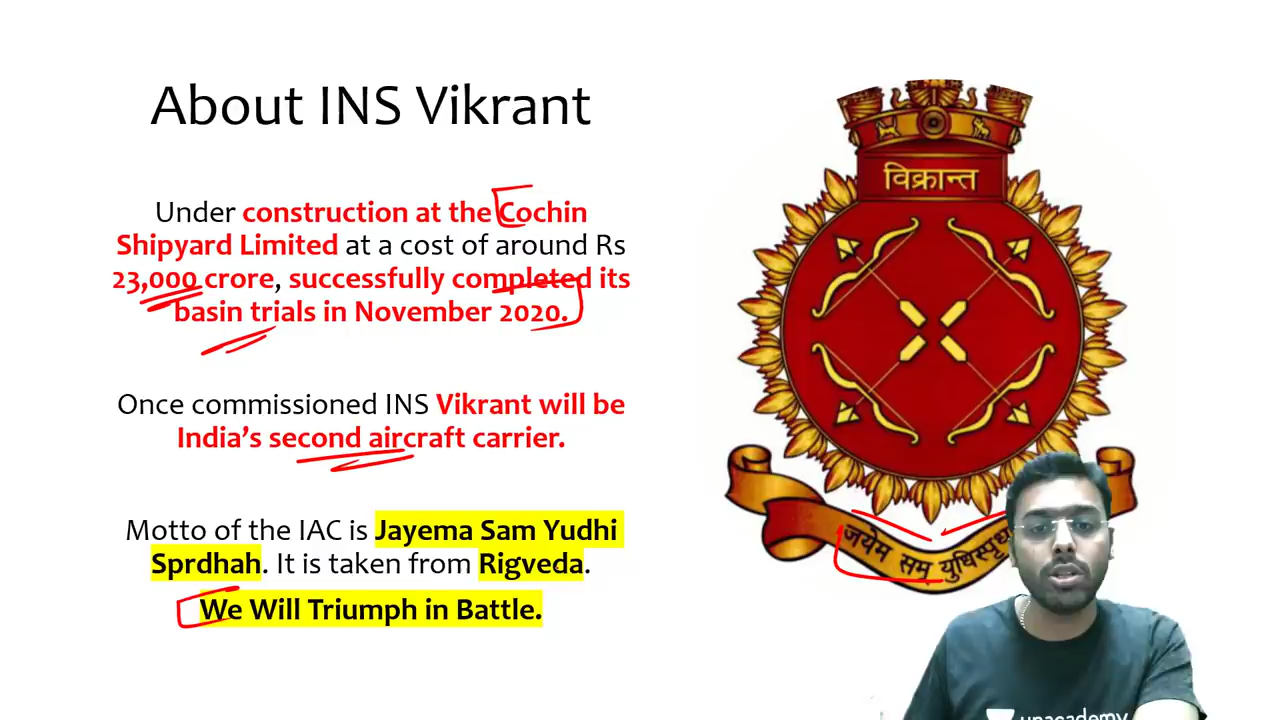 About INS Vikrant
Under construction at the Cochin
Shipyard Limited at a cost of around Rs
23,000 crore, successfully completed its
basin trials in November 2020.
Once commissioned INS Vikrant will be
India's second aircraft carrier.
Motto of the IAC is Jayema Sam Yudhi
Sprdhah. It is taken from Rigveda.
We Will Triumph in Battle.
विक्रान्त
जयेम सम् युधिस्पृध
unacademy